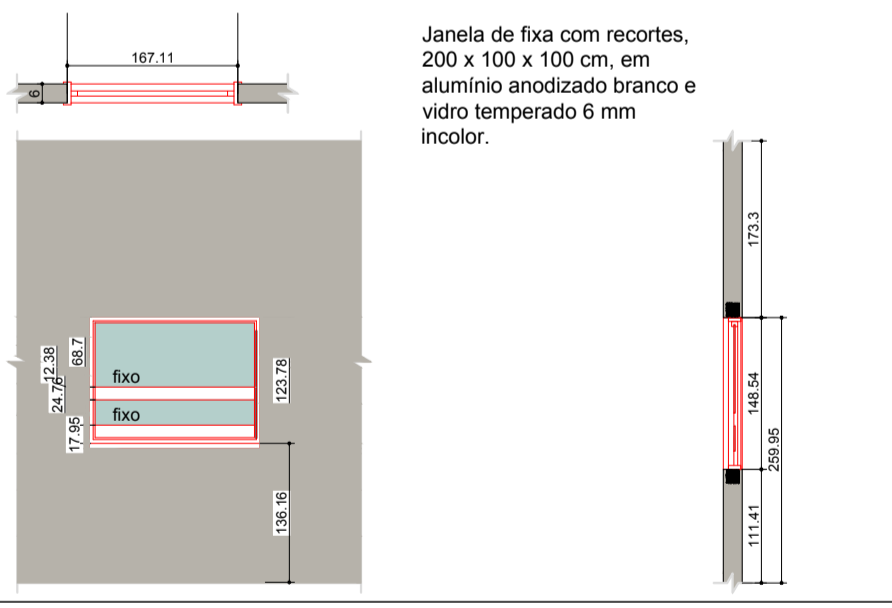 167.11
6
Janela de fixa com recortes,
200 x 100 x 100 cm, em
alumínio anodizado branco e
vidro temperado 6 mm
incolor.
173.3
68.7
12.38
24.76
17.95
fixo
fixo
123.78
136.16
148.54
259.95
111.41